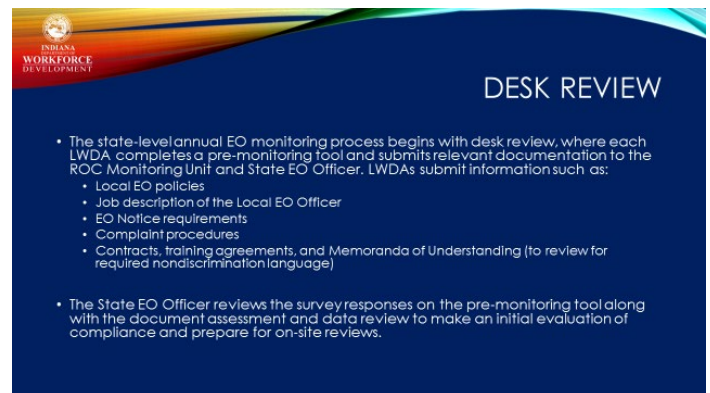 INDIANA
DEPARTMENT OF
WORKFORCE
DEVELOPMENT
DESK REVIEW
• The state-level annual EO monitoring process begins with desk review, where each
LWDA completes a pre-monitoring tool and submits relevant documentation to the
ROC Monitoring Unit and State EO Officer. LWDAs submit information such as:
• Local EO policies
• Job description of the Local EO Officer
• EO Notice requirements
• Complaint procedures
• Contracts, training agreements, and Memoranda of Understanding (to review for
required nondiscrimination language)
• The State EO Officer reviews the survey responses on the pre-monitoring tool along
with the document assessment and data review to make an initial evaluation of
compliance and prepare for on-site reviews.